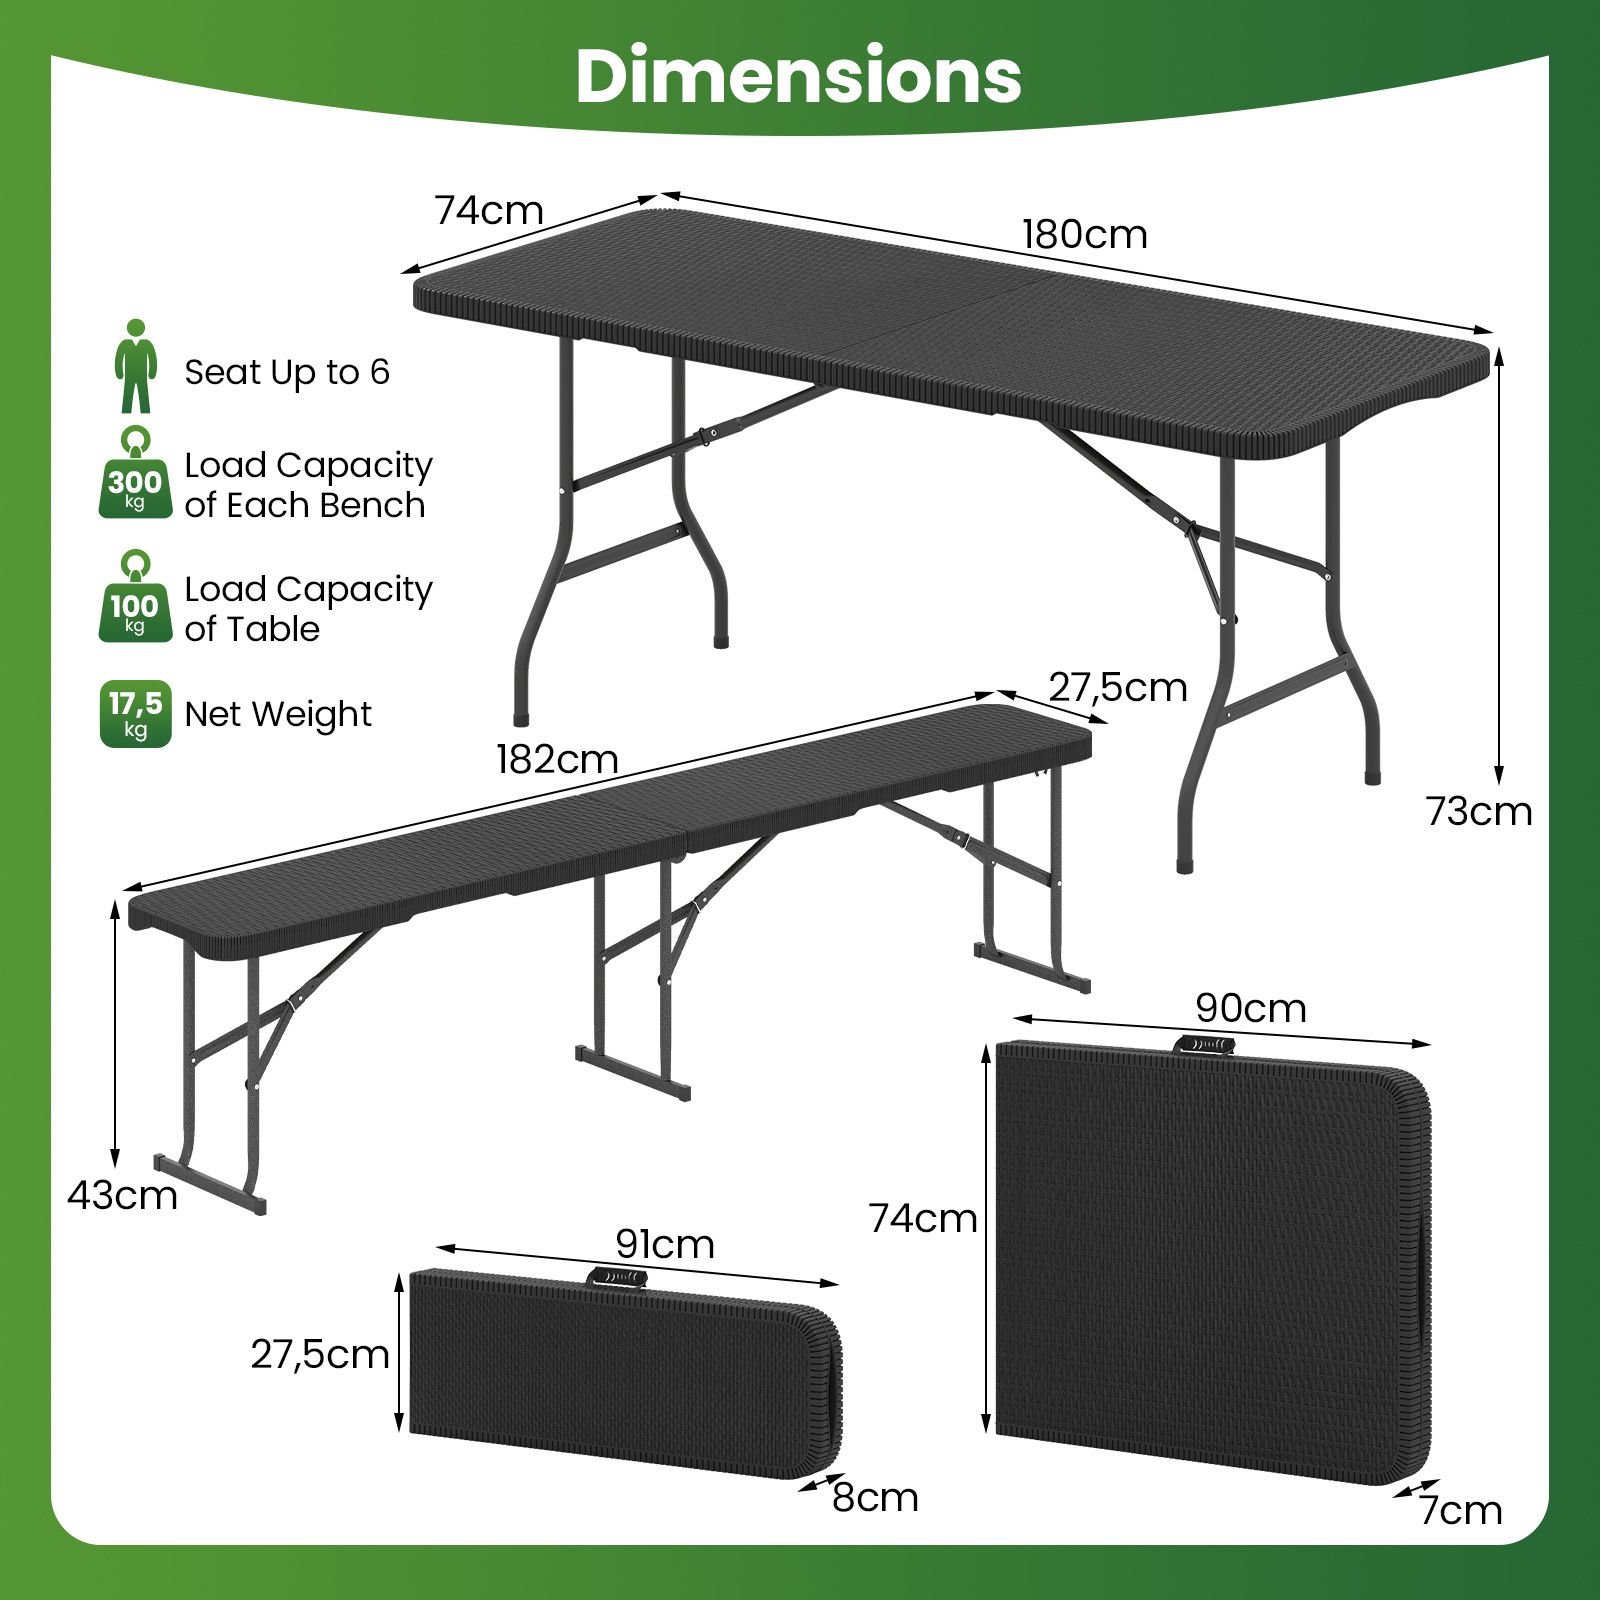 Dimensions
74cm
180cm
Seat Up to 6
300
kg
Load Capacity
of Each Bench
100
kg
Load Capacity
of Table
17,5
kg
Net Weight
27,5cm
182cm
73cm
43cm
90cm
74cm
91cm
27,5cm
8cm
7cm